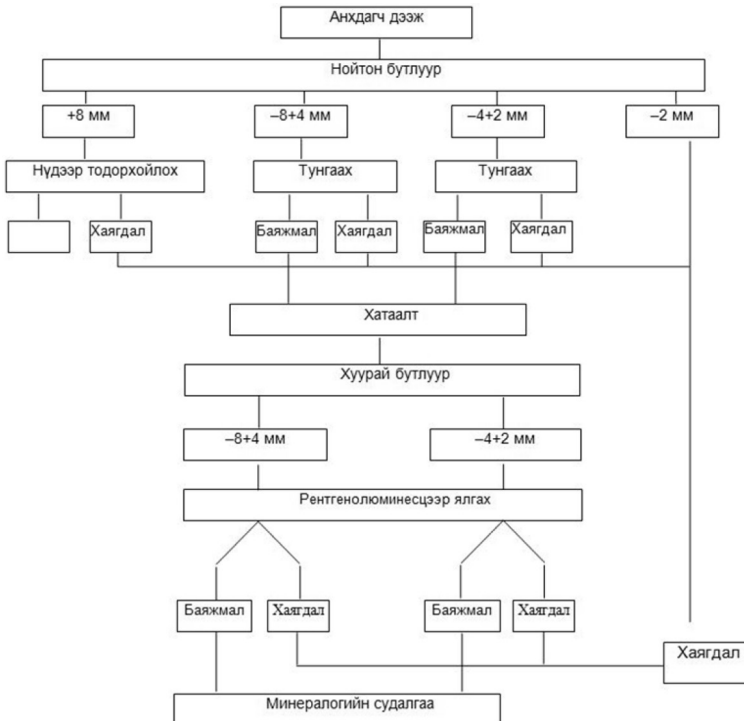 Анхдагч дээж
Нойтон бутлуур
+8 мм
–8+4 мм
–4+2 мм
–2 мм
Нүдээр тодорхойлох
Тунгаах
Тунгаах
Хаягдал
Баяжмал
Хаягдал
Баяжмал
Хаягдал
Хатаалт
Хуурай бутлуур
–8+4 мм
–4+2 мм
Рентгенолюминесцээр ялгах
Баяжмал
Хаягдал
Баяжмал
Хаягдал
Хаягдал
Минералогийн судалгаа